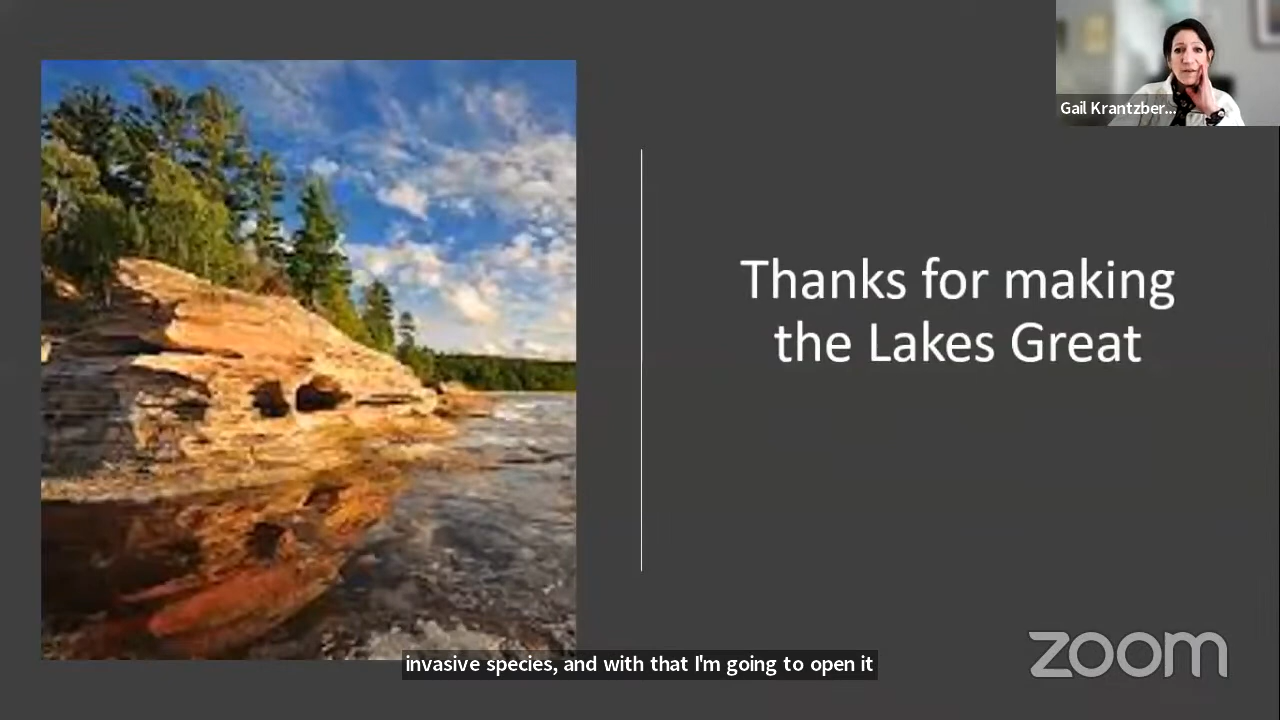 Gail Krantzber...
Thanks for making
the Lakes Great
invasive species, and with that I'm going to open it
zoom